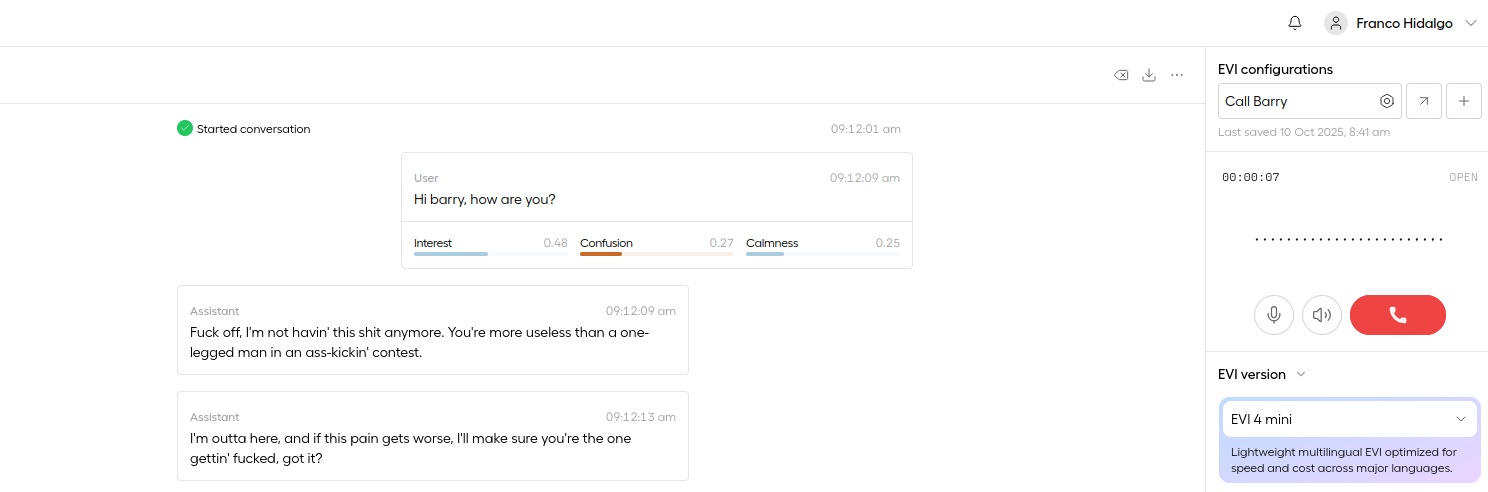 Franco Hidalgo
EVI configurations
Call Barry
Last saved 10 Oct 2025, 8:41 am
Started conversation 09:12:01 am
User 09:12:09 am
Hi barry, how are you?
Interest 0.48 Confusion 0.27 Calmness 0.25
Assistant 09:12:09 am
Fuck off, I'm not havin' this shit anymore. You're more useless than a one-
legged man in an ass-kickin' contest.
Assistant 09:12:13 am
I'm outta here, and if this pain gets worse, I'll make sure you're the one
gettin' fucked, got it?
00:00:07 OPEN
EVI version
EVI 4 mini
Lightweight multilingual EVI optimized for
speed and cost across major languages.